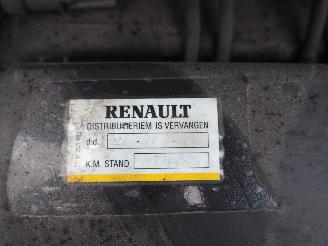 RENAULT
DISTRIBUTIERIEM IS VERVANGEN
d.d. - -
K.M. STAND